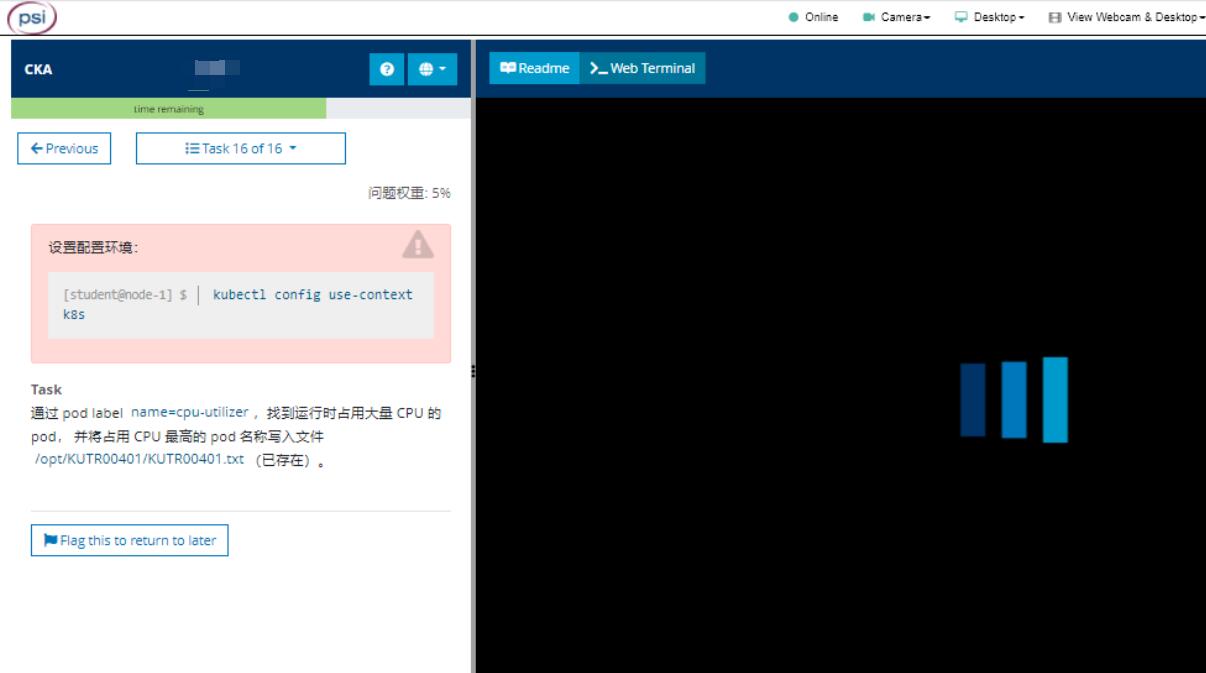 psi
Online
Camera
Desktop
View Webcam & Desktop
CKA
Readme
Web Terminal
time remaining
Previous
Task 16 of 16
问题权重: 5%
设置配置环境:
[student@node-1] $ kubectl config use-context
k8s
Task
通过 pod label name=cpu-utilizer ，找到运行时占用大量 CPU 的
pod， 并将占用 CPU 最高的 pod 名称写入文件
/opt/KUTR00401/KUTR00401.txt （已存在）。
Flag this to return to later